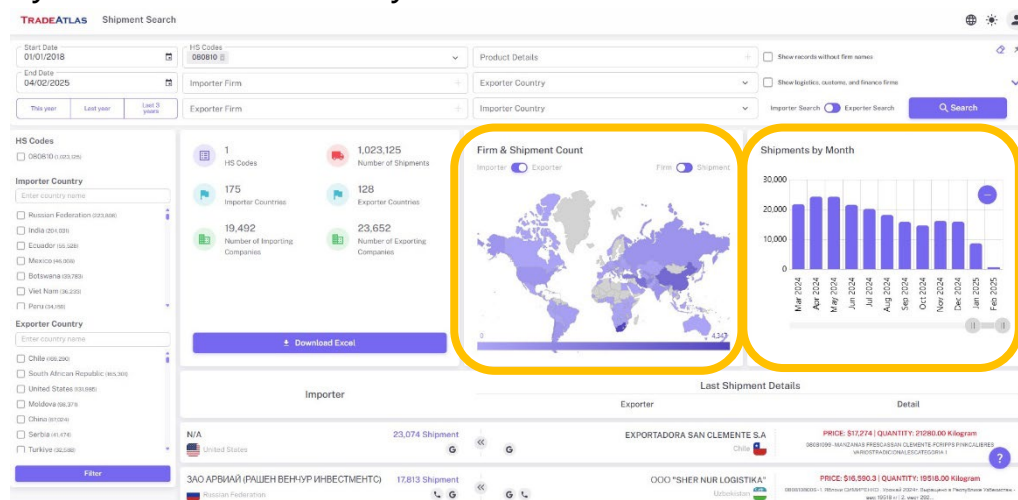 TRADEATLAS Shipment Search
Start Date
01/01/2018
HS Codes
080810
Product Details
Show records without firm names
End Date
04/02/2025
Importer Firm
Exporter Country
Show logistics, customs, and finance firms
This year
Last year
Last 3 years
Exporter Firm
Importer Country
Importer Search
Exporter Search
Search
HS Codes
080810 (1,023,125)
Importer Country
Enter country name
Russian Federation
India
Ecuador
Mexico
Botswana
Viet Nam
Peru
Exporter Country
Enter country name
Chile
South African Republic
United States
Moldova
China
Serbia
Turkiye
Filter
1
HS Codes
1,023,125
Number of Shipments
175
Importer Countries
128
Exporter Countries
19,492
Number of Importing
Companies
23,652
Number of Exporting
Companies
Download Excel
Firm & Shipment Count
Importer Exporter
Firm Shipment
0
4,347
Shipments by Month
30,000
20,000
10,000
0
Mar 2024
Apr 2024
May 2024
Jun 2024
Jul 2024
Aug 2024
Sep 2024
Oct 2024
Nov 2024
Dec 2024
Jan 2025
Feb 2025
Importer
Last Shipment Details
Exporter
Detail
N/A
23,074 Shipment
United States
G
G
EXPORTADORA SAN CLEMENTE S.A
Chile
PRICE: $17,274 | QUANTITY: 21280.00 Kilogram
?
ЗАО АРВИАЙ (РАШЕН ВЕНЧУР ИНВЕСТМЕНТС)
17,813 Shipment
Russian Federation
G
G
OOO "SHER NUR LOGISTIKA"
Uzbekistan
PRICE: $16,590.3 | QUANTITY: 19518.00 Kilogram